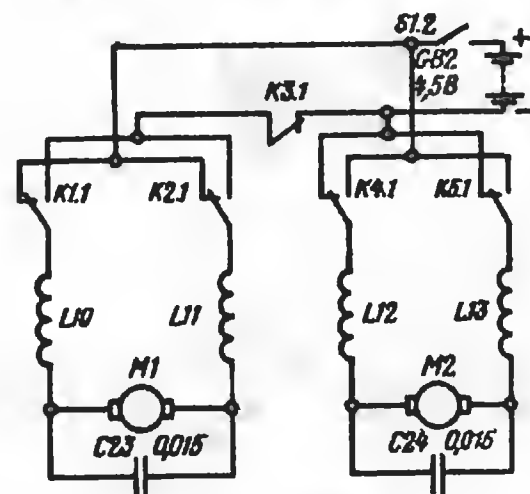 S1.2
+
GB2
4,5В
K3.1
−
K1.1
K2.1
K4.1
K5.1
L10
L11
L12
L13
M1
M2
C23 0,015
C24 0,015